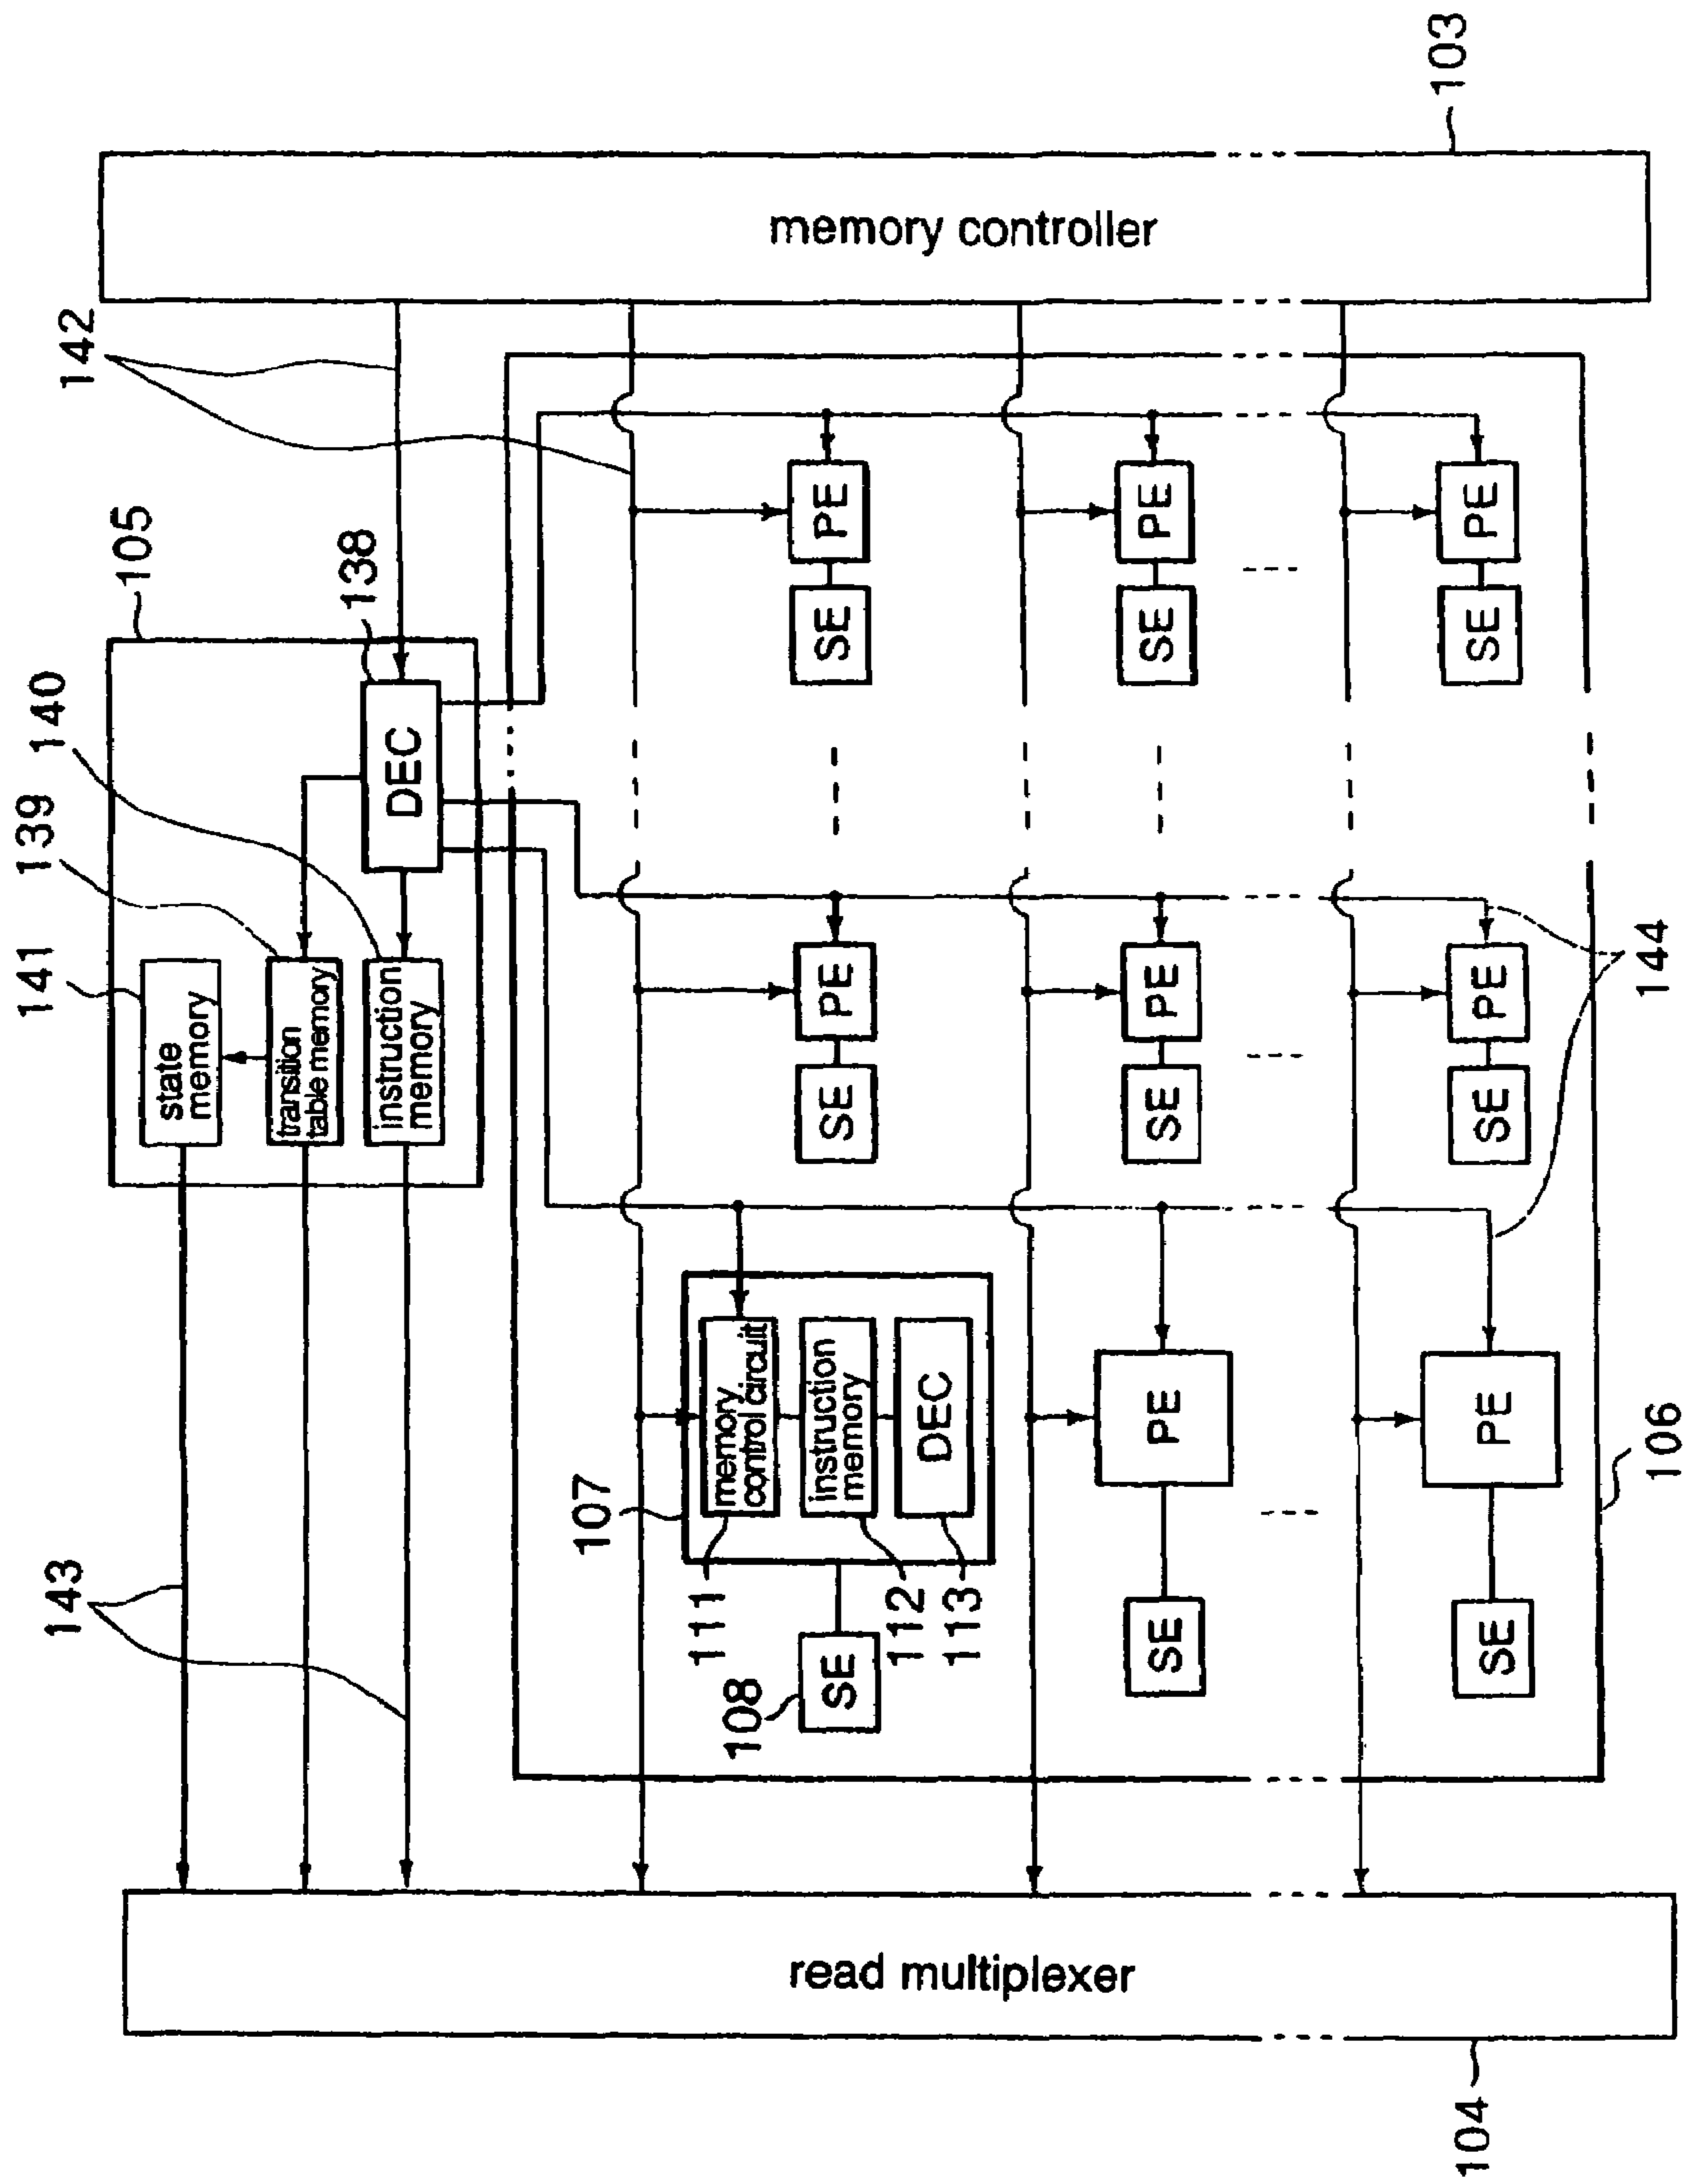 103
memory controller
142
105
138
DEC
140
139
141
state
memory
transition
table memory
instruction
memory
143
PE
SE
PE
SE
PE
SE
PE
SE
PE
SE
PE
SE
144
107
memory
control circuit
instruction
memory
DEC
111
112
113
SE
108
PE
SE
PE
SE
106
read multiplexer
104